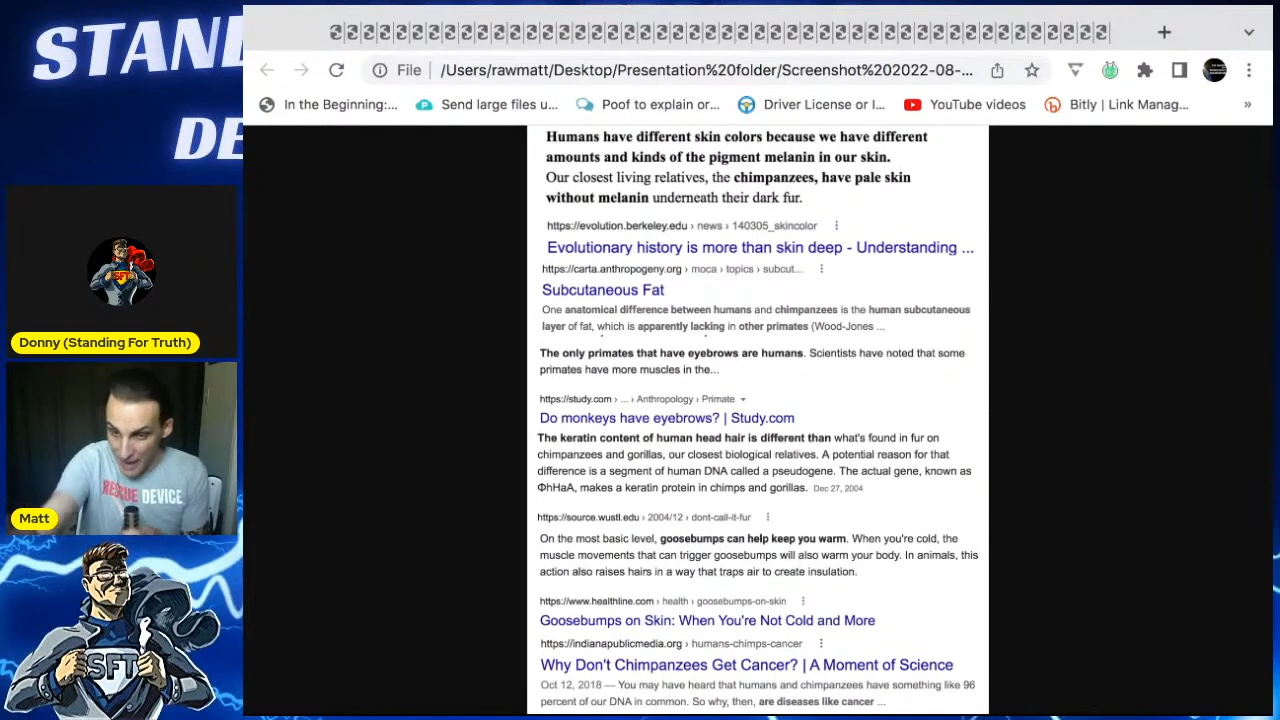 STAND
DE
File
/Users/rawmatt/Desktop/Presentation%20folder/Screenshot%202022-08-...
In the Beginning:...
Send large files u...
Poof to explain or...
Driver License or I...
YouTube videos
Bitly | Link Manag...
»
Humans have different skin colors because we have different
amounts and kinds of the pigment melanin in our skin.
Our closest living relatives, the chimpanzees, have pale skin
without melanin underneath their dark fur.
https://evolution.berkeley.edu › news › 140305_skincolor
Evolutionary history is more than skin deep - Understanding ...
https://carta.anthropogeny.org › moca › topics › subcut...
Subcutaneous Fat
One anatomical difference between humans and chimpanzees is the human subcutaneous
layer of fat, which is apparently lacking in other primates (Wood-Jones ...
The only primates that have eyebrows are humans. Scientists have noted that some
primates have more muscles in the...
https://study.com › ... › Anthropology › Primate
Do monkeys have eyebrows? | Study.com
The keratin content of human head hair is different than what's found in fur on
chimpanzees and gorillas, our closest biological relatives. A potential reason for that
difference is a segment of human DNA called a pseudogene. The actual gene, known as
ΦhHaA, makes a keratin protein in chimps and gorillas. Dec 27, 2004
https://source.wustl.edu › 2004/12 › dont-call-it-fur
On the most basic level, goosebumps can help keep you warm. When you're cold, the
muscle movements that can trigger goosebumps will also warm your body. In animals, this
action also raises hairs in a way that traps air to create insulation.
https://www.healthline.com › health › goosebumps-on-skin
Goosebumps on Skin: When You're Not Cold and More
https://indianapublicmedia.org › humans-chimps-cancer
Why Don't Chimpanzees Get Cancer? | A Moment of Science
Oct 12, 2018 — You may have heard that humans and chimpanzees have something like 96
percent of our DNA in common. So why, then, are diseases like cancer ...
SFT
Donny (Standing For Truth)
RESCUE DEVICE
Matt
SFT